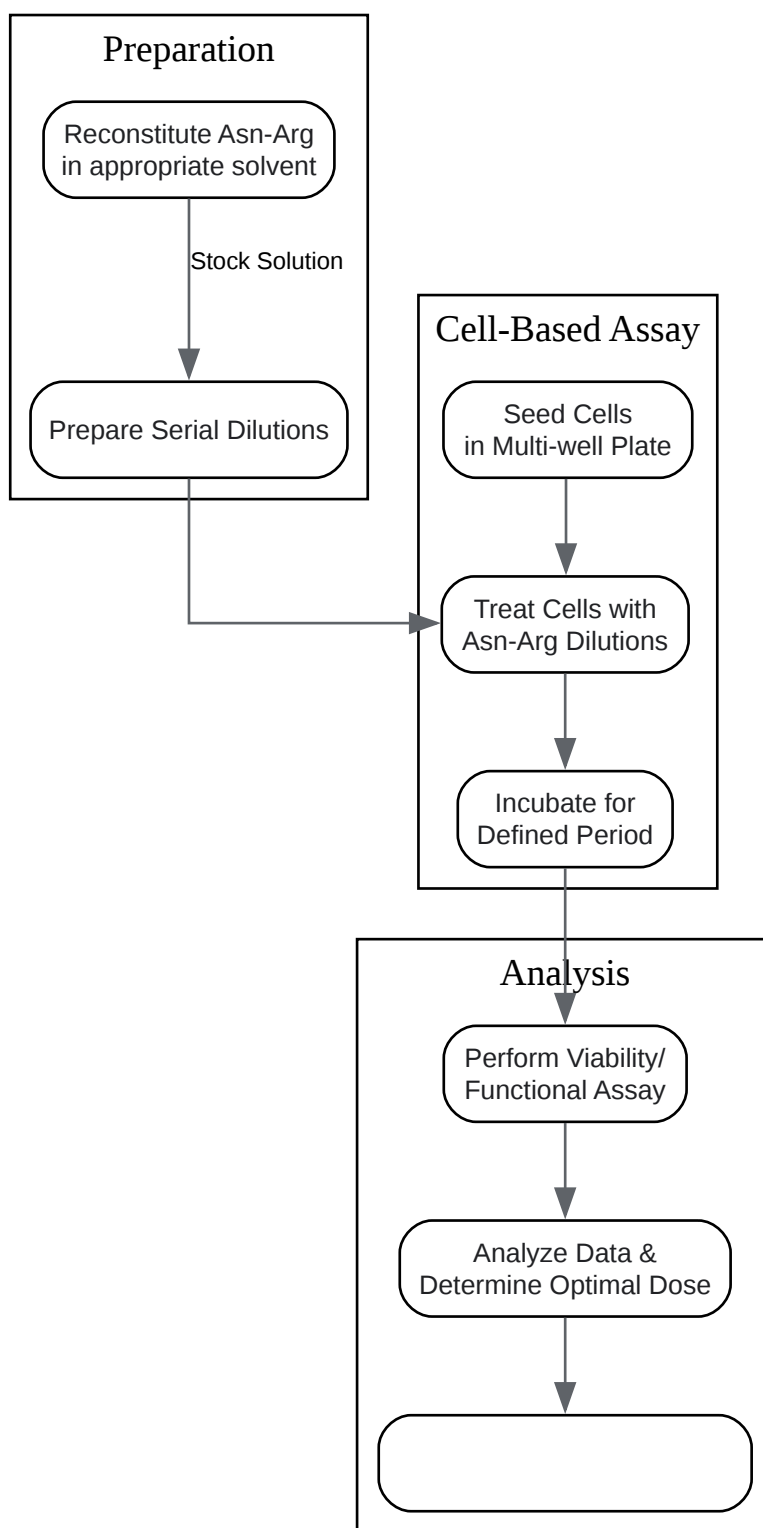 Preparation
Reconstitute Asn-Arg
in appropriate solvent
Stock Solution
Prepare Serial Dilutions
Cell-Based Assay
Seed Cells
in Multi-well Plate
Treat Cells with
Asn-Arg Dilutions
Incubate for
Defined Period
Analysis
Perform Viability/
Functional Assay
Analyze Data &
Determine Optimal Dose